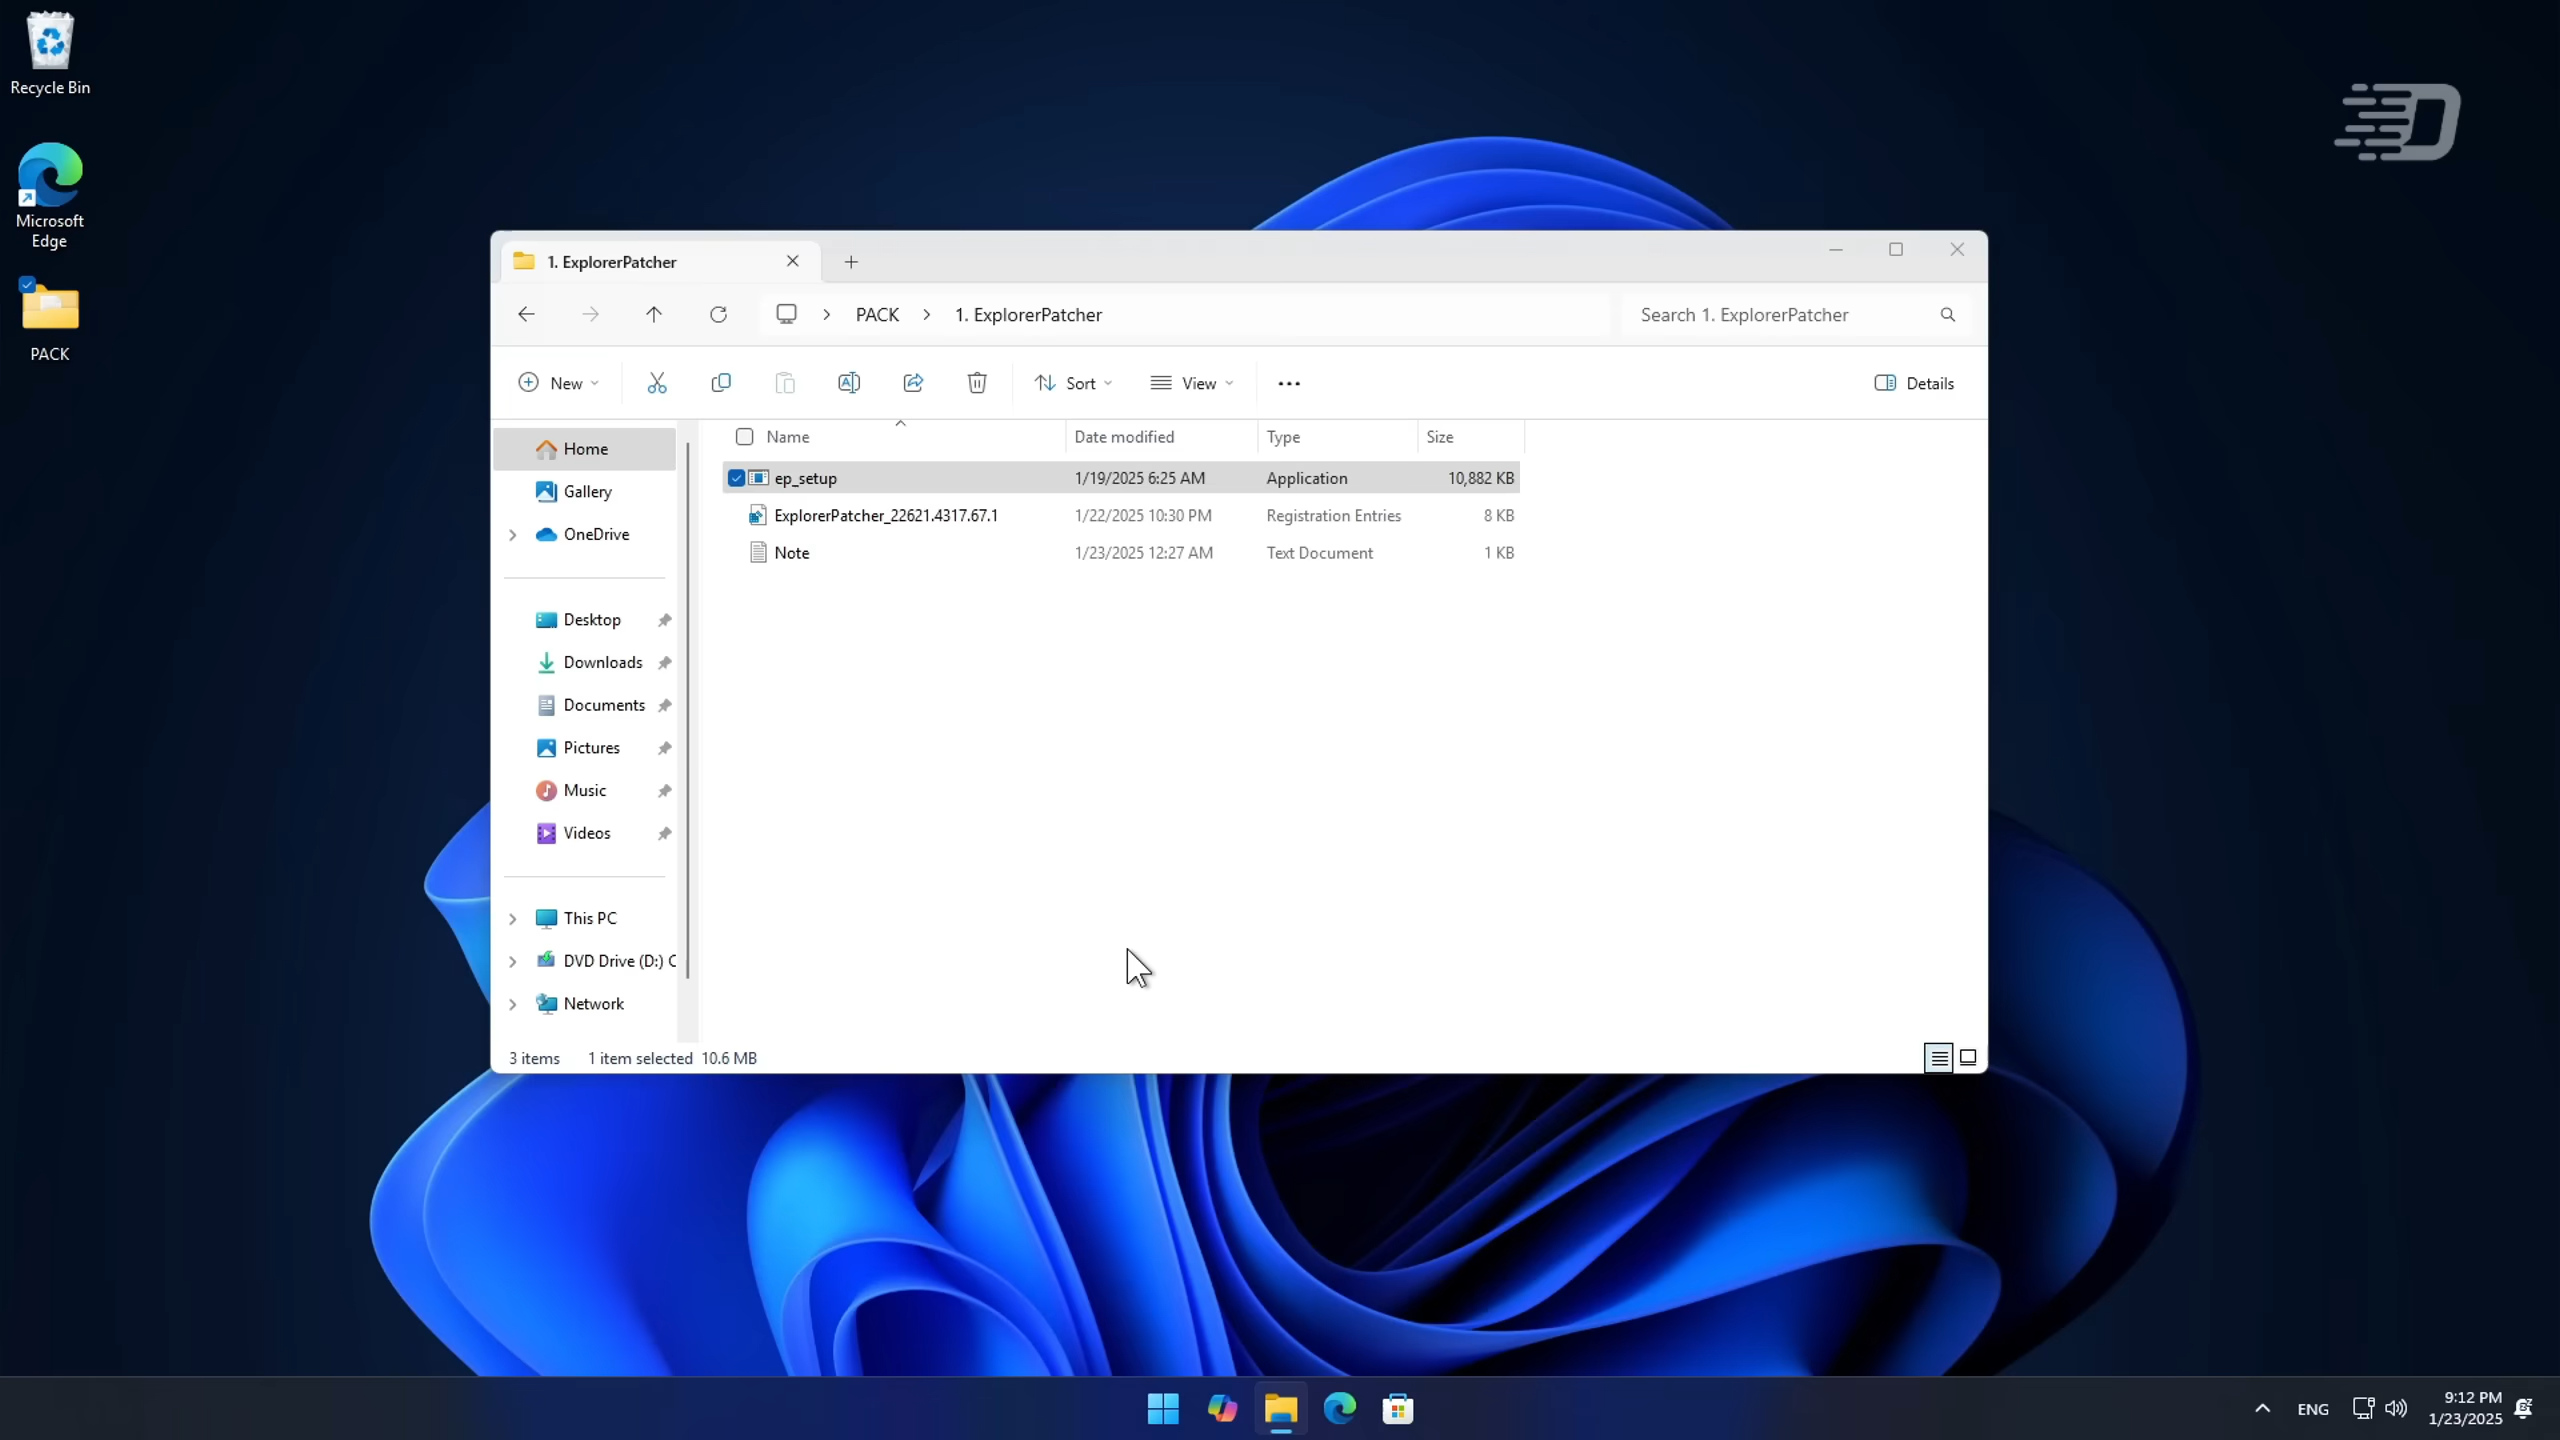 Recycle Bin
Microsoft
Edge
PACK
1. ExplorerPatcher
PACK
1. ExplorerPatcher
Search 1. ExplorerPatcher
New
Sort
View
Details
Home
Gallery
OneDrive
Desktop
Downloads
Documents
Pictures
Music
Videos
This PC
DVD Drive (D:) C
Network
Name Date modified Type Size
ep_setup 1/19/2025 6:25 AM Application 10,882 KB
ExplorerPatcher_22621.4317.67.1 1/22/2025 10:30 PM Registration Entries 8 KB
Note 1/23/2025 12:27 AM Text Document 1 KB
3 items 1 item selected 10.6 MB
ENG
9:12 PM
1/23/2025